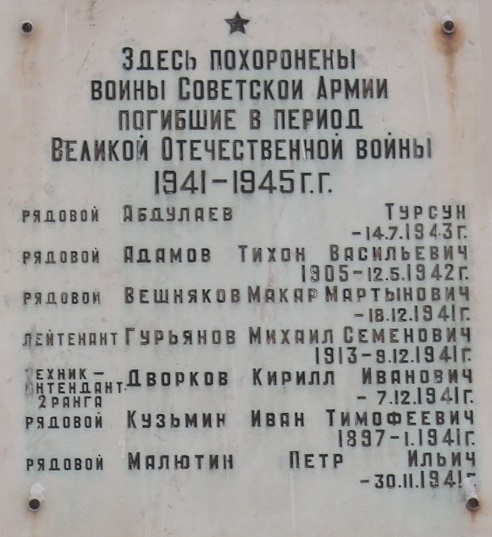 Здесь похоронены
воины Советской Армии
погибшие в период
Великой Отечественной войны
1941-1945г.г.
рядовой Абдулаев Турсун
-14.7.1943г.
рядовой Адамов Тихон Васильевич
1905-12.5.1942г.
рядовой Вешняков Макар Мартынович
-18.12.1941г.
лейтенант Гурьянов Михаил Семенович
1913-9.12.1941г.
техник-
интендант Дворков Кирилл Иванович
2 ранга - 7.12.1941г.
рядовой Кузьмин Иван Тимофеевич
1897-1.1941г.
рядовой Малютин Петр Ильич
-30.11.1941г.